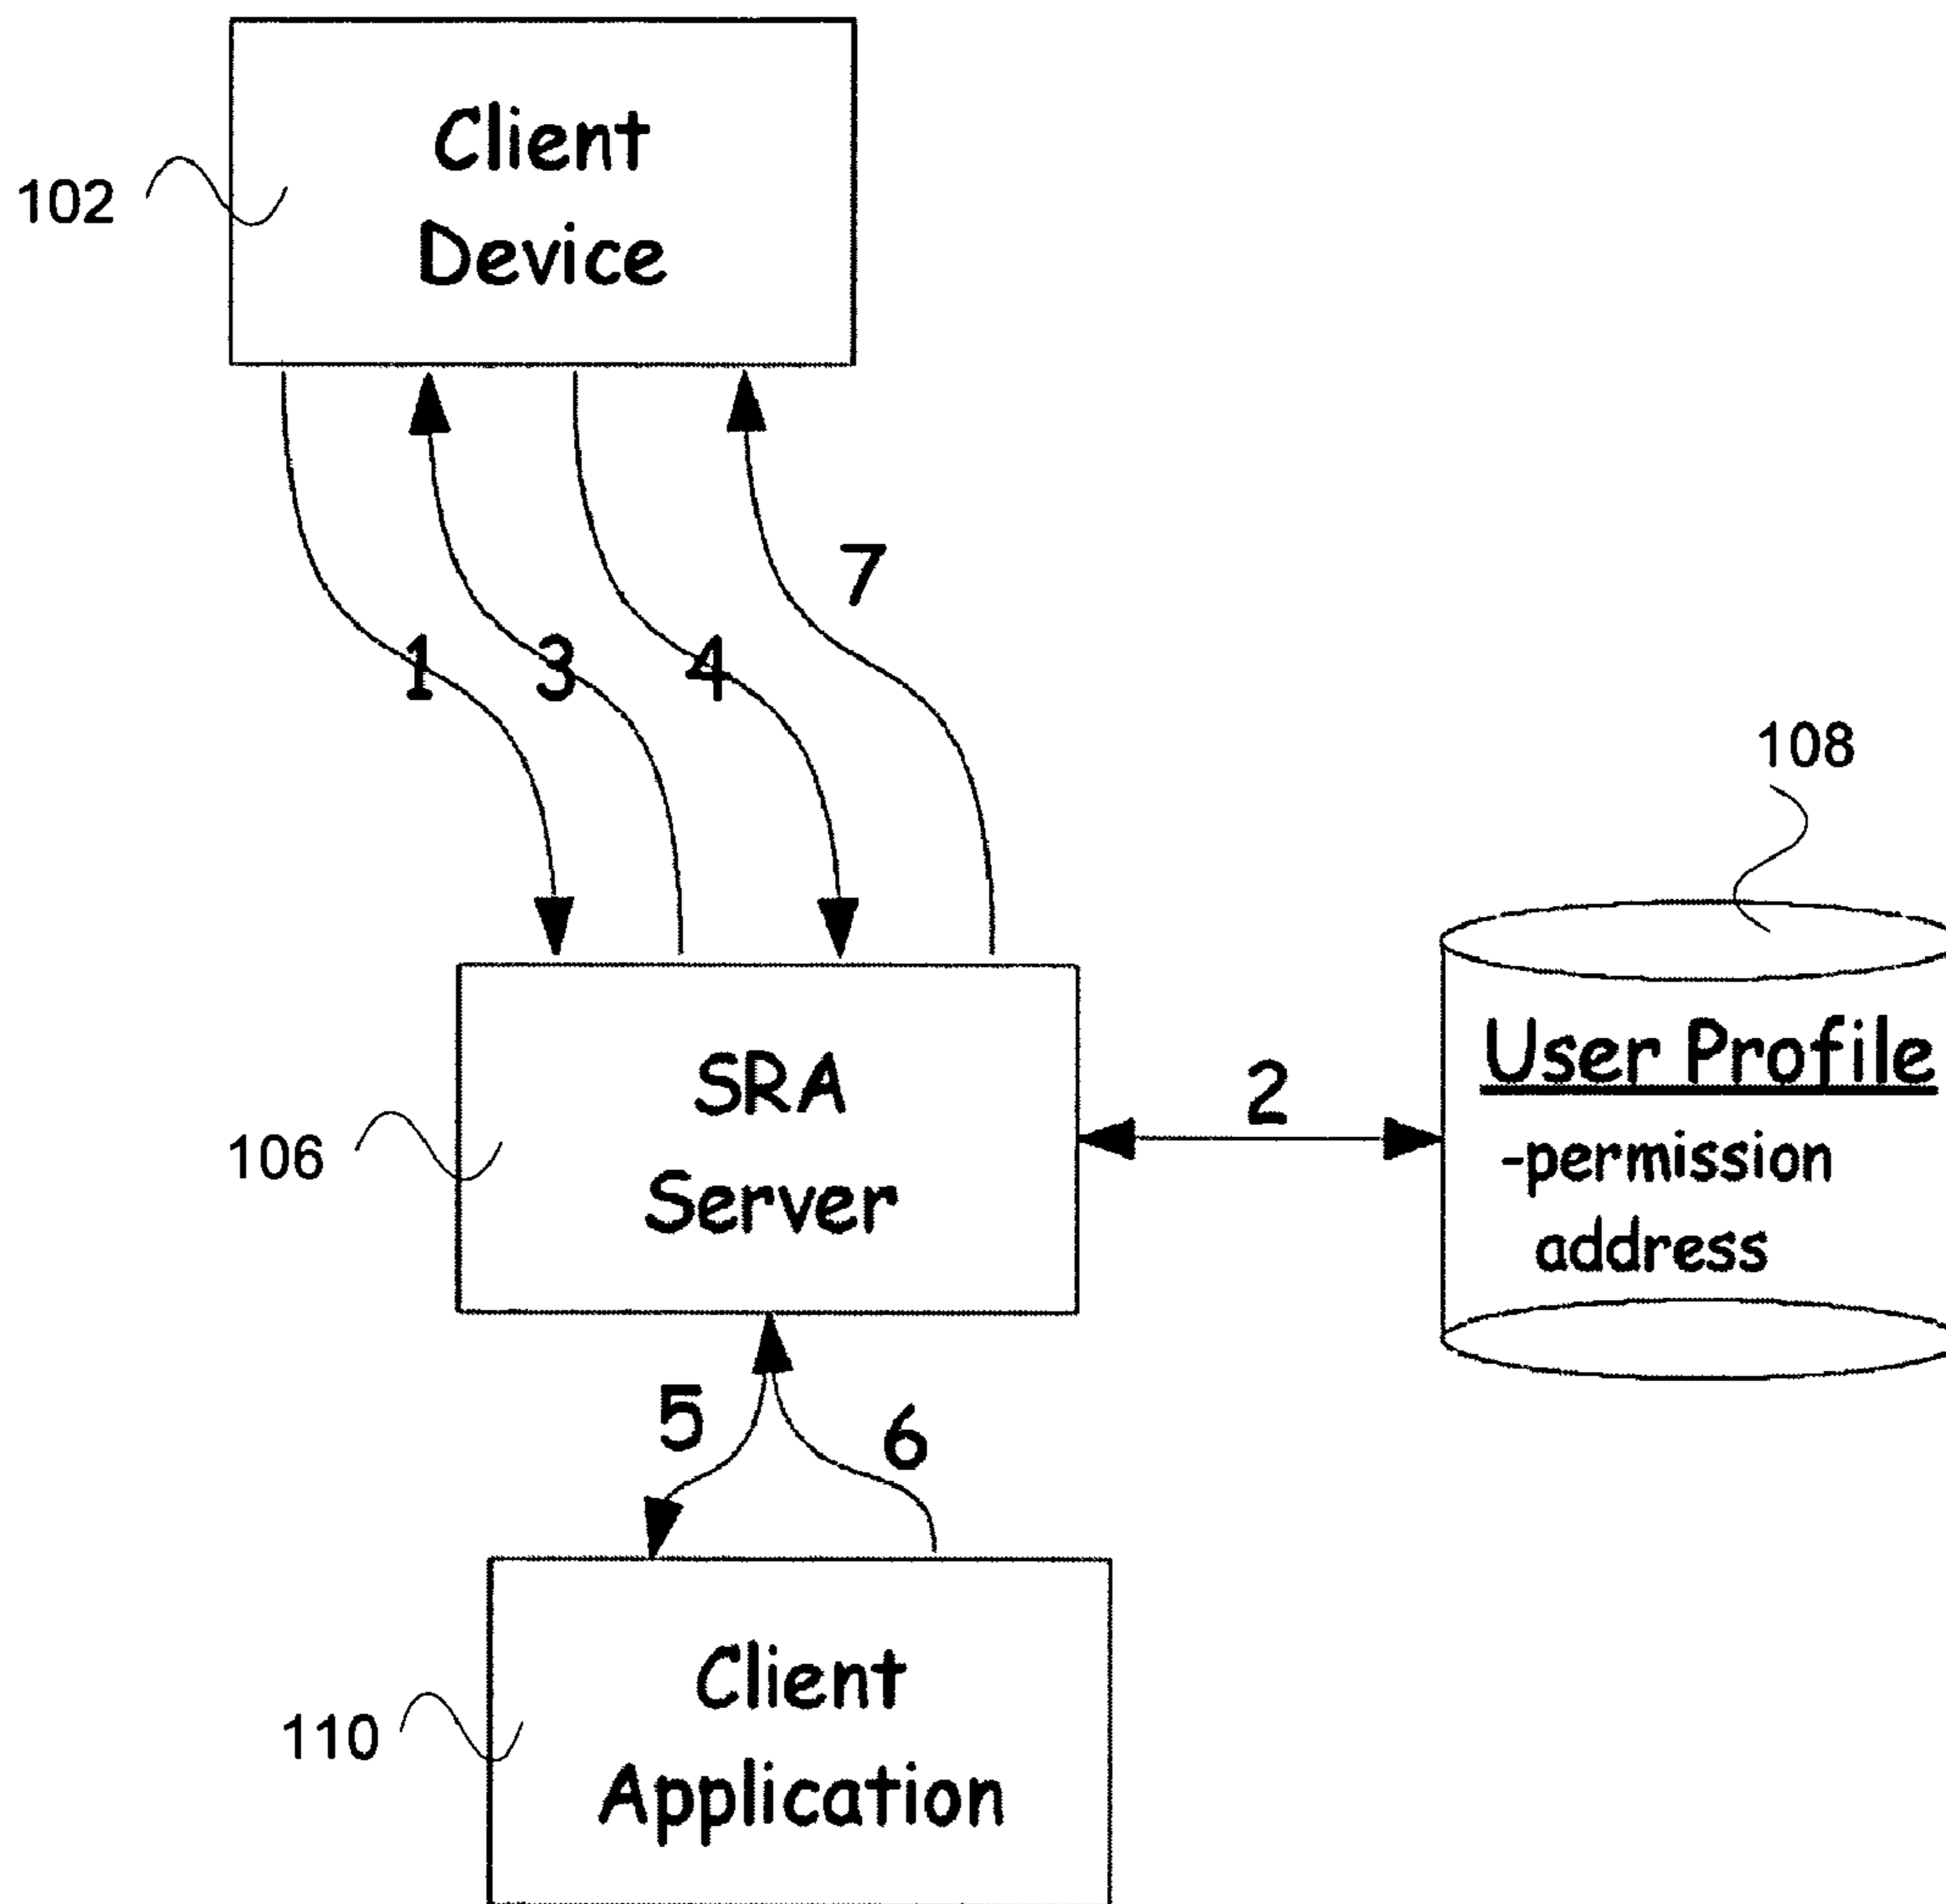 Client
Device
102
1
3
4
7
108
SRA
Server
106
2
User Profile
-permission
address
5
6
Client
Application
110